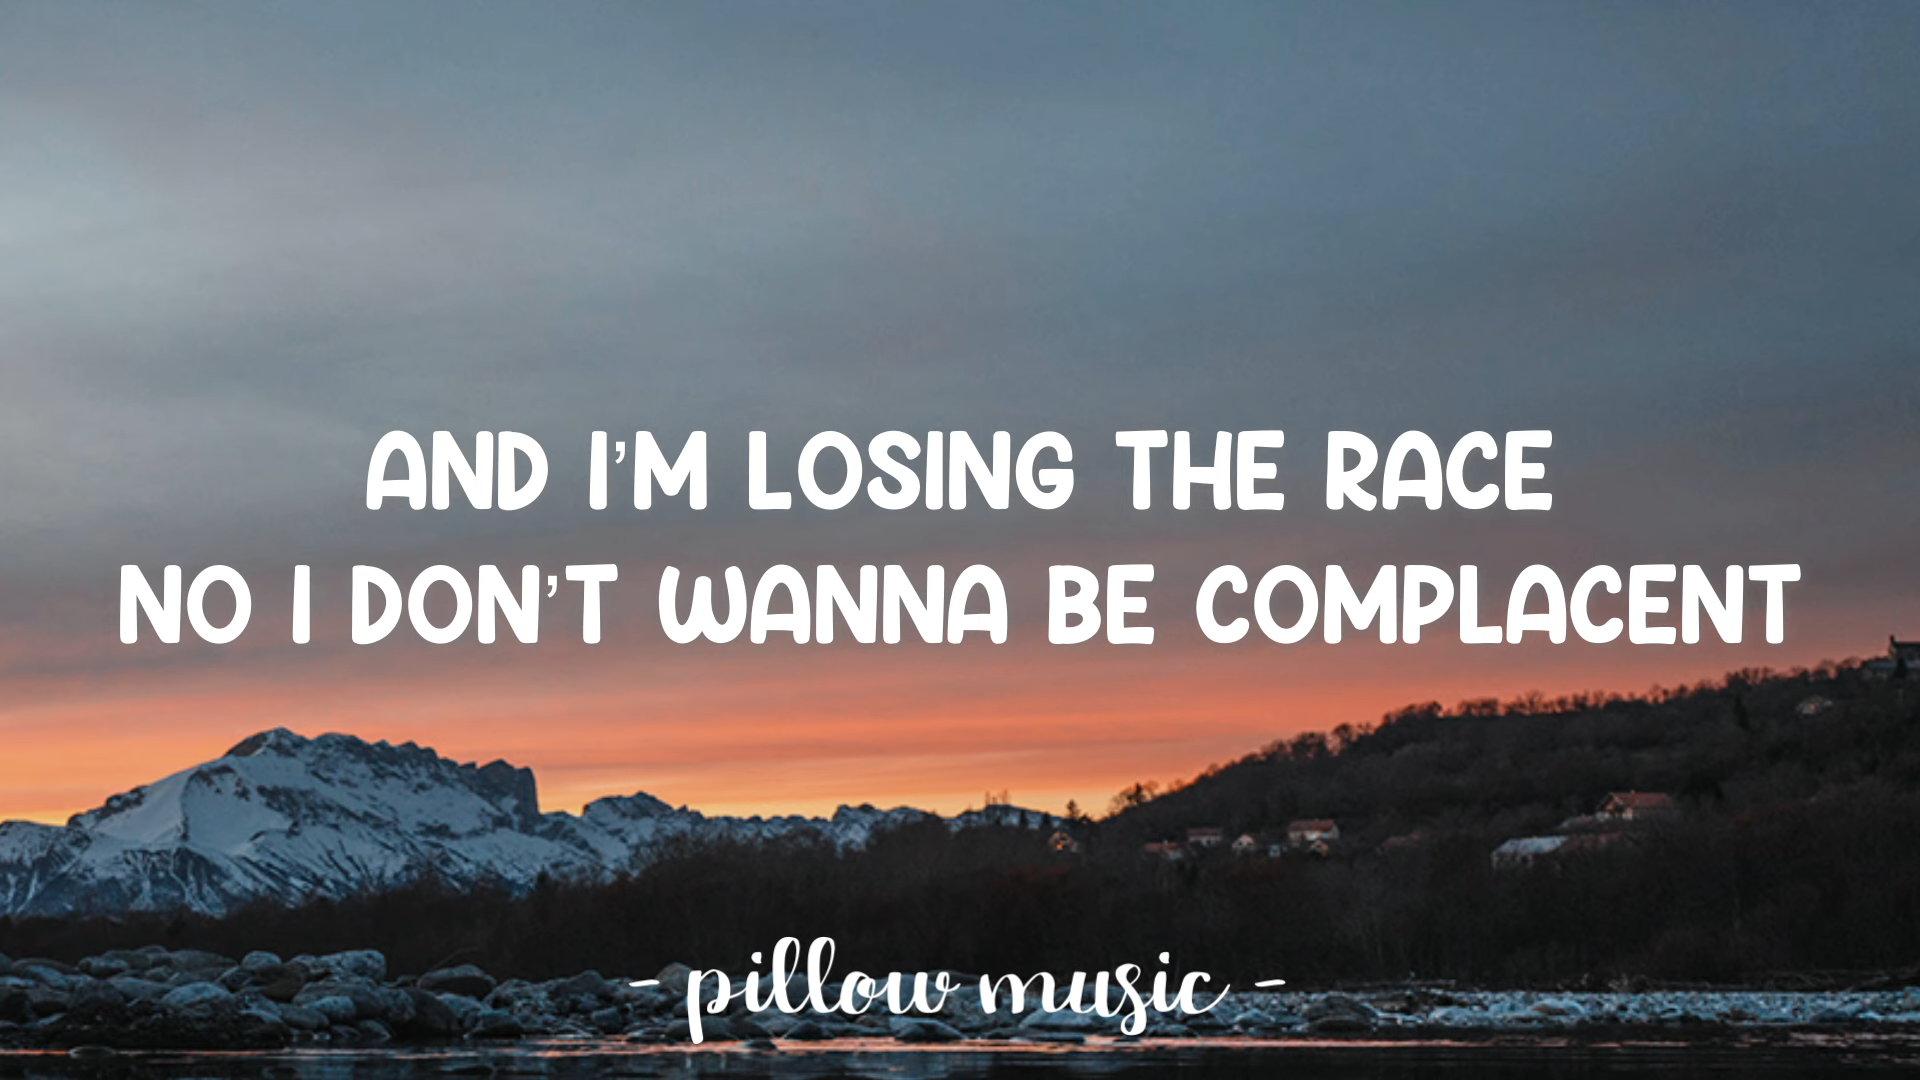 AND I'M LOSING THE RACE
NO I DON'T WANNA BE COMPLACENT
- pillow music -